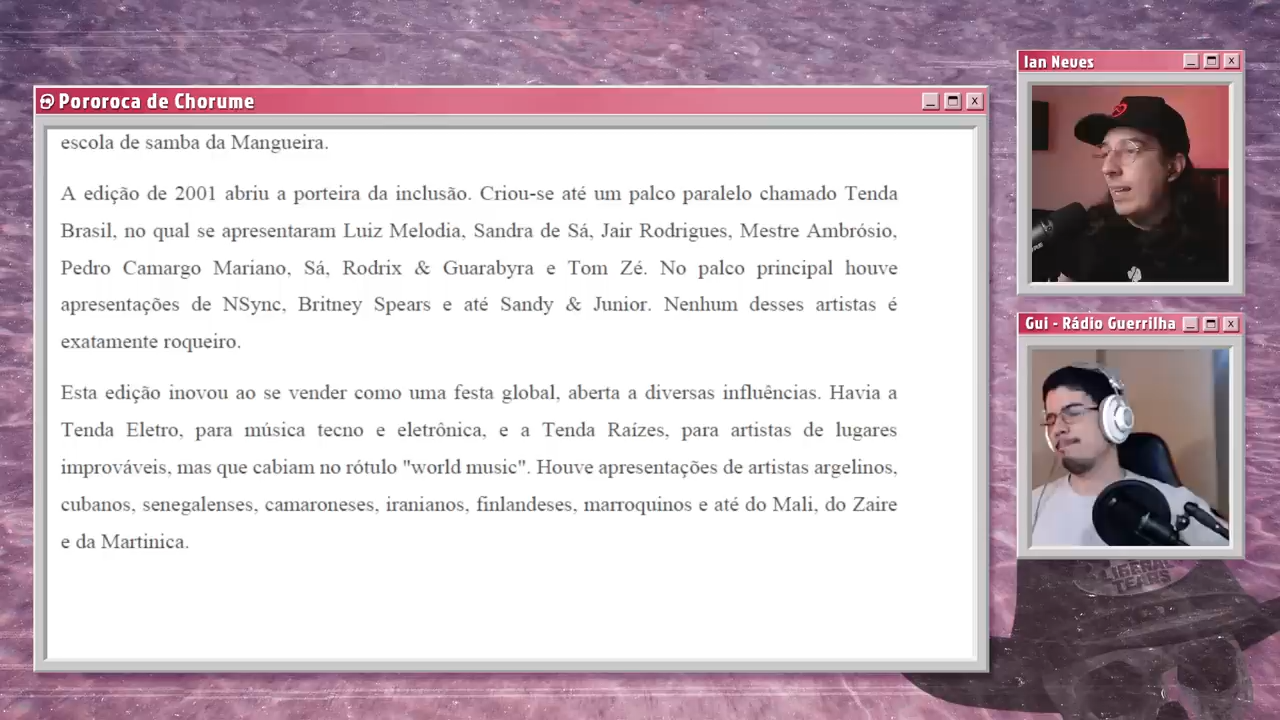 Pororoca de Chorume
escola de samba da Mangueira.
A edição de 2001 abriu a porteira da inclusão. Criou-se até um palco paralelo chamado Tenda
Brasil, no qual se apresentaram Luiz Melodia, Sandra de Sá, Jair Rodrigues, Mestre Ambrósio,
Pedro Camargo Mariano, Sá, Rodrix & Guarabyra e Tom Zé. No palco principal houve
apresentações de NSync, Britney Spears e até Sandy & Junior. Nenhum desses artistas é
exatamente roqueiro.
Esta edição inovou ao se vender como uma festa global, aberta a diversas influências. Havia a
Tenda Eletro, para música tecno e eletrônica, e a Tenda Raízes, para artistas de lugares
improváveis, mas que cabiam no rótulo "world music". Houve apresentações de artistas argelinos,
cubanos, senegalenses, camaroneses, iranianos, finlandeses, marroquinos e até do Mali, do Zaire
e da Martinica.
Ian Neves
Gui - Rádio Guerrilha
LIBERAL
TEARS